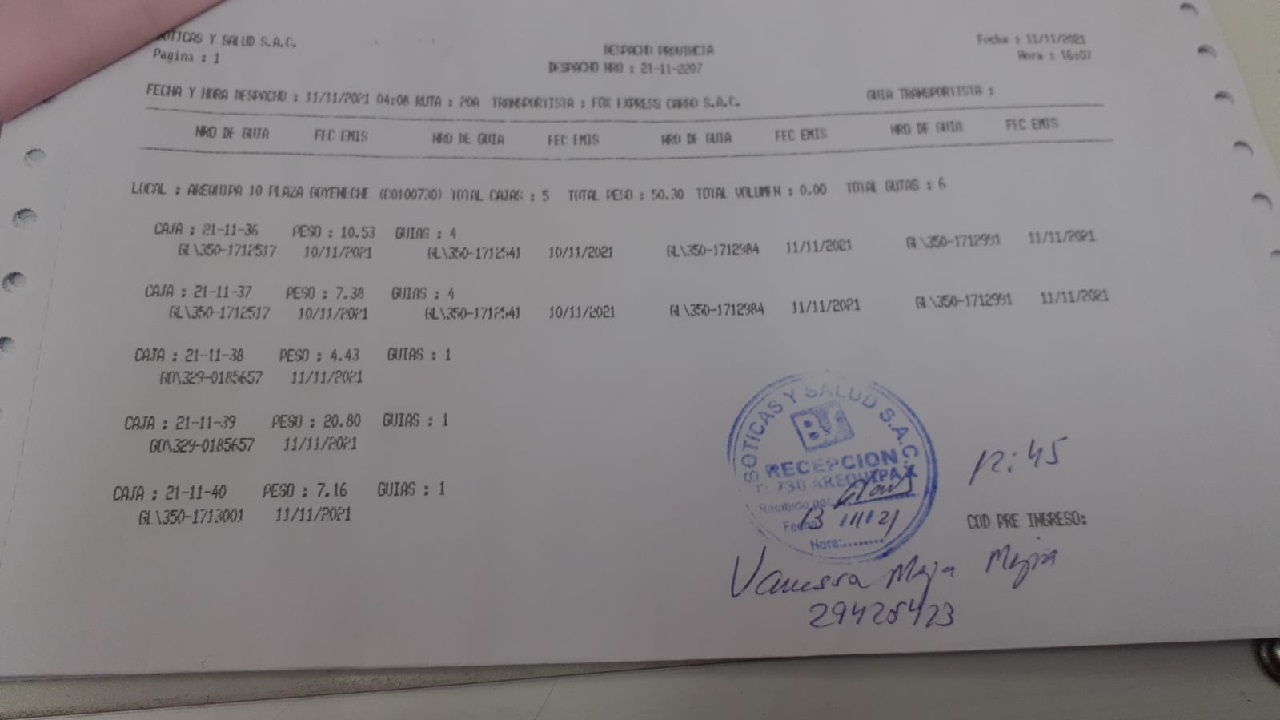 BOTICAS Y SALUD S.A.C.
Pagina : 1
DESPACHO PROVINCIA
DESPACHO NRO : 21-11-2207
Fecha : 11/11/2021
Hora : 16:07
FECHA Y HORA DESPACHO : 11/11/2021 04:08 RUTA : 20A TRANSPORTISTA : FOX EXPRESS CARGO S.A.C. GUIA TRANSPORTISTA :
NRO DE GUIA FEC EMIS NRO DE GUIA FEC EMIS NRO DE GUIA FEC EMIS NRO DE GUIA FEC EMIS
LOCAL : AREQUIPA 10 PLAZA GOYENECHE (C0100730) TOTAL CAJAS : 5 TOTAL PESO : 50.30 TOTAL VOLUMEN : 0.00 TOTAL GUIAS : 6
CAJA : 21-11-36 PESO : 10.53 GUIAS : 4
GL\350-1712517 10/11/2021 GL\350-1712541 10/11/2021 GL\350-1712984 11/11/2021 GL\350-1712991 11/11/2021
CAJA : 21-11-37 PESO : 7.38 GUIAS : 4
GL\350-1712517 10/11/2021 GL\350-1712541 10/11/2021 GL\350-1712984 11/11/2021 GL\350-1712991 11/11/2021
CAJA : 21-11-38 PESO : 4.43 GUIAS : 1
GO\329-0185657 11/11/2021
CAJA : 21-11-39 PESO : 20.80 GUIAS : 1
GO\329-0185657 11/11/2021
CAJA : 21-11-40 PESO : 7.16 GUIAS : 1
GL\350-1713001 11/11/2021
BOTICAS Y SALUD S.A.C.
RECEPCION
T: 730 AREQUIPA X
Recibido por:
Fecha: 13 11/21
Hora:........
12:45
COD PRE INGRESO:
Vanessa Mejia Mejia
29425423